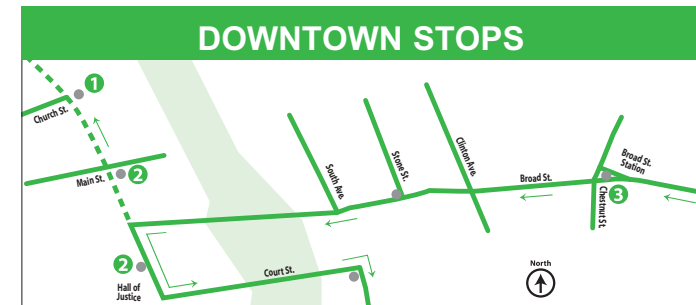 DOWNTOWN STOPS
1
Church St.
Main St.
2
South Ave.
Stone St.
Clinton Ave.
Broad St.
Broad St.
Station
3
Chestnut St.
2
Hall of
Justice
Court St.
North